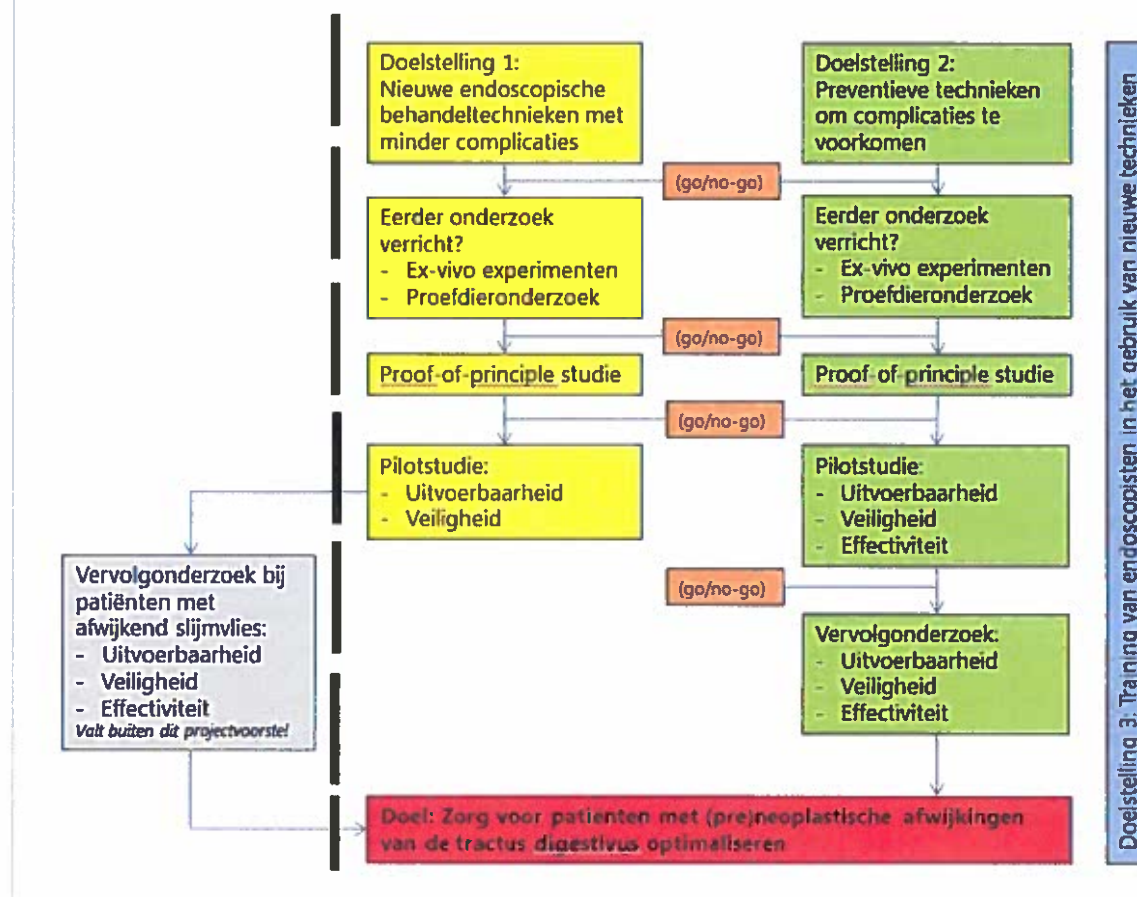 Doelstelling 1:
Nieuwe endoscopische
behandeltechnieken met
minder complicaties
Doelstelling 2:
Preventieve technieken
om complicaties te
voorkomen
(go/no-go)
Eerder onderzoek
verricht?
- Ex-vivo experimenten
- Proefdieronderzoek
Eerder onderzoek
verricht?
- Ex-vivo experimenten
- Proefdieronderzoek
(go/no-go)
Proof-of-principle studie
Proof-of-principle studie
(go/no-go)
Pilotstudie:
- Uitvoerbaarheid
- Veiligheid
Pilotstudie:
- Uitvoerbaarheid
- Veiligheid
- Effectiviteit
(go/no-go)
Vervolgonderzoek bij
patiënten met
afwijkend slijmvlies:
- Uitvoerbaarheid
- Veiligheid
- Effectiviteit
Valt buiten dit projectvoorstel
Vervolgonderzoek:
- Uitvoerbaarheid
- Veiligheid
- Effectiviteit
Doel: Zorg voor patienten met (pre)neoplastische afwijkingen
van de tractus digestivus optimaliseren
Doelstelling 3: Training van endoscopisten in het gebruik van nieuwe technieken